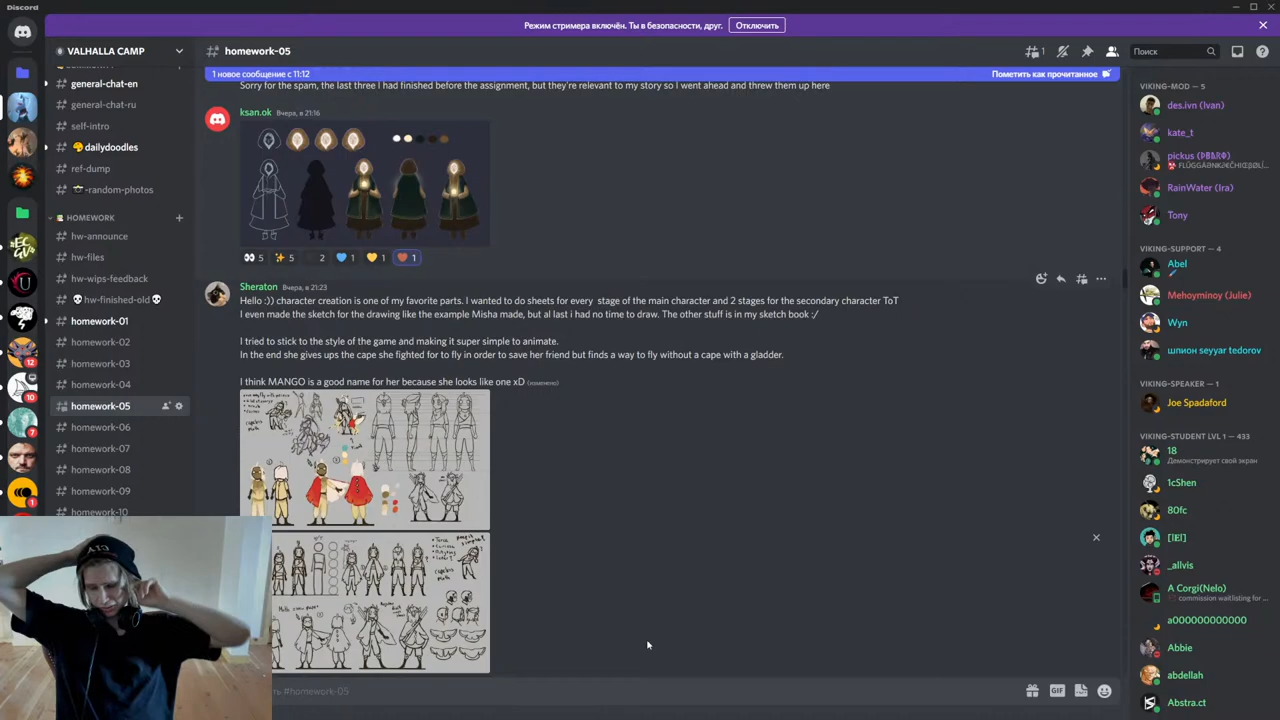 Discord
Режим стримера включён. Ты в безопасности, друг.
Отключить
VALHALLA CAMP
general-chat-en
general-chat-ru
self-intro
dailydoodles
ref-dump
-random-photos
HOMEWORK
hw-announce
hw-files
hw-wips-feedback
hw-finished-old
homework-01
homework-02
homework-03
homework-04
homework-05
homework-06
homework-07
homework-08
homework-09
homework-10
12
10
7
1
homework-05
1
Поиск
1 новое сообщение с 11:12
Пометить как прочитанное
Sorry for the spam, the last three I had finished before the assignment, but they're relevant to my story so I went ahead and threw them up here
ksan.ok Вчера, в 21:16
5 5 2 1 1 1
Sheraton Вчера, в 21:23
Hello :)) character creation is one of my favorite parts. I wanted to do sheets for every stage of the main character and 2 stages for the secondary character ToT
I even made the sketch for the drawing like the example Misha made, but al last i had no time to draw. The other stuff is in my sketch book :/
I tried to stick to the style of the game and making it super simple to animate.
In the end she gives ups the cape she fighted for to fly in order to save her friend but finds a way to fly without a cape with a gladder.
I think MANGO is a good name for her because she looks like one xD (изменено)
ть #homework-05
GIF
VIKING-MOD — 5
des.ivn (Ivan)
kate_t
RainWater (Ira)
Tony
VIKING-SUPPORT — 4
Abel
Mehoyminoy (Julie)
Wyn
шпион seyyar tedorov
VIKING-SPEAKER — 1
Joe Spadaford
VIKING-STUDENT LVL 1 — 433
18
Демонстрирует свой экран
1cShen
80fc
_allvis
A Corgi(Nelo)
commission waitlisting for ...
a000000000000
Abbie
abdellah
Abstra.ct